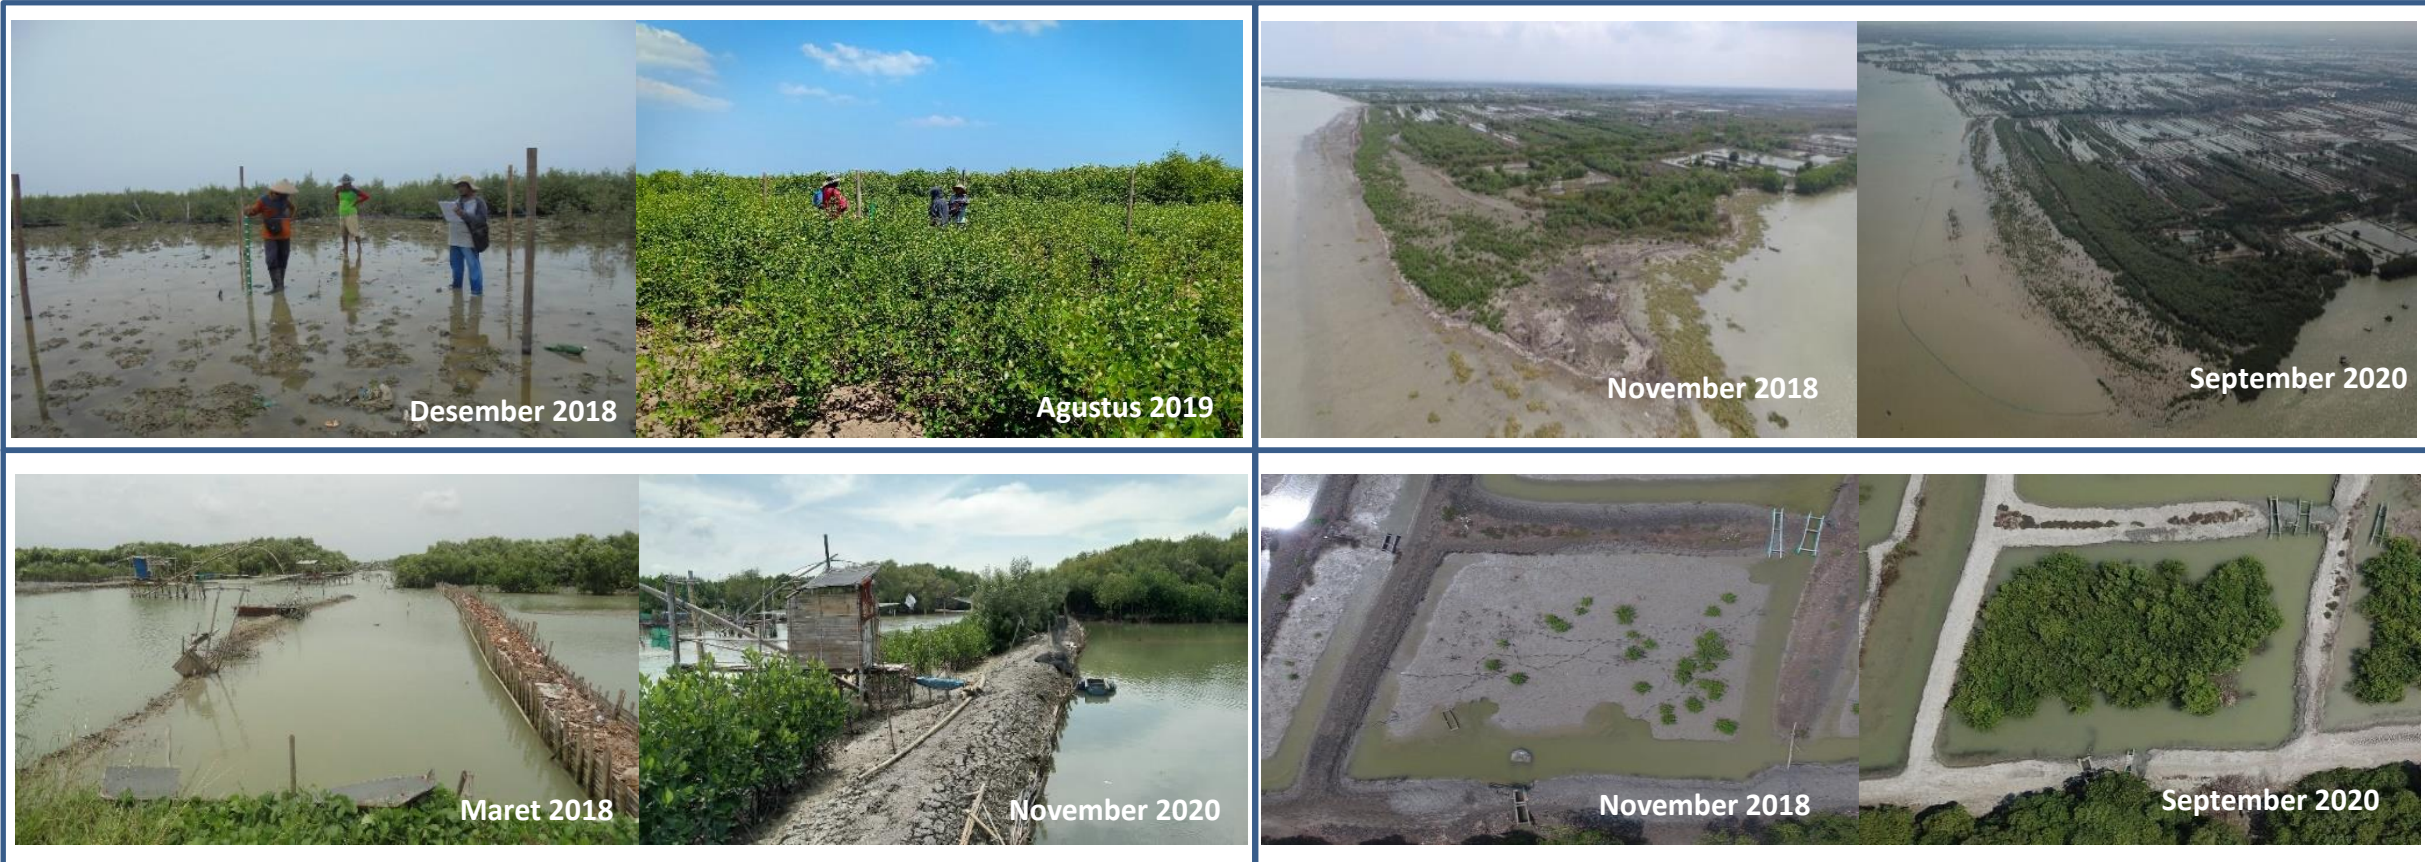 Desember 2018
Agustus 2019
November 2018
September 2020
Maret 2018
November 2020
November 2018
September 2020